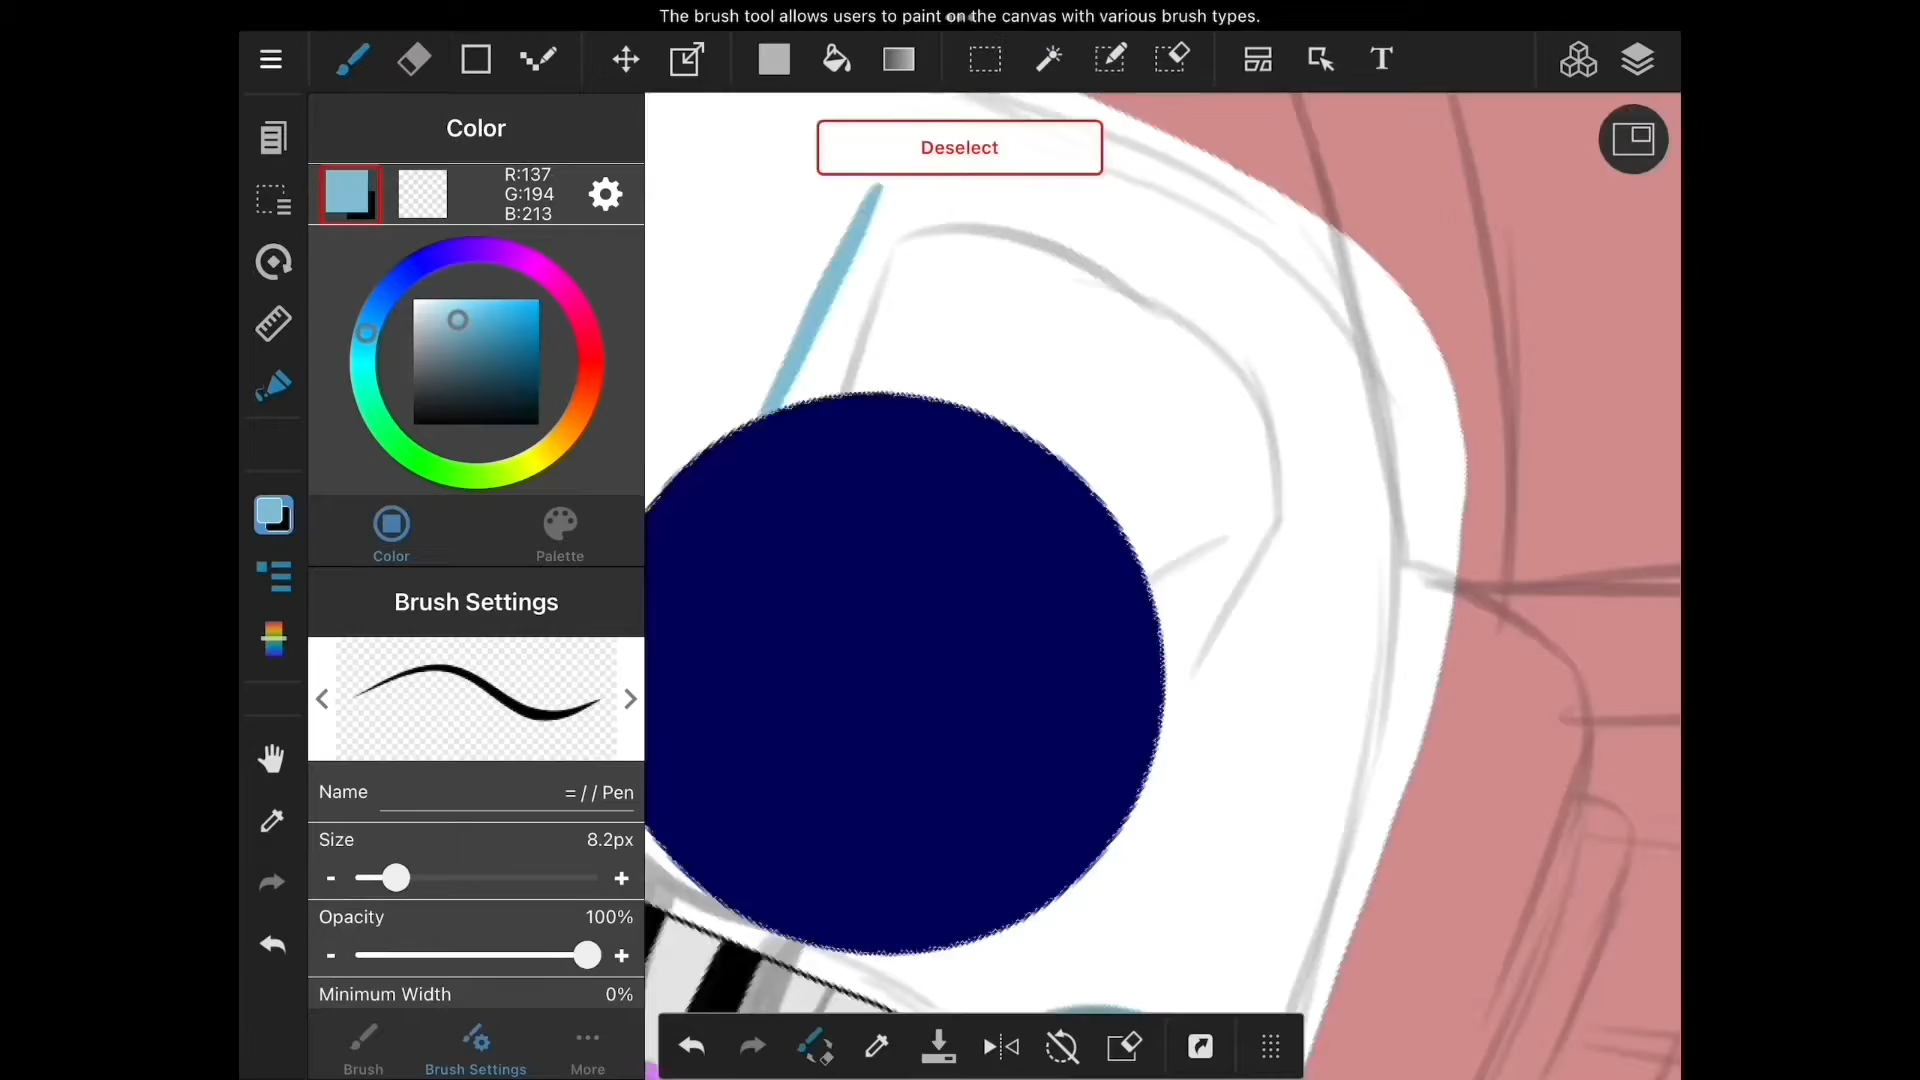 The brush tool allows users to paint on the canvas with various brush types.
T
Color
Deselect
R:137
G:194
B:213
Color
Palette
Brush Settings
Name
= / / Pen
Size
8.2px
-
+
Opacity
100%
-
+
Minimum Width
0%
Brush
Brush Settings
More